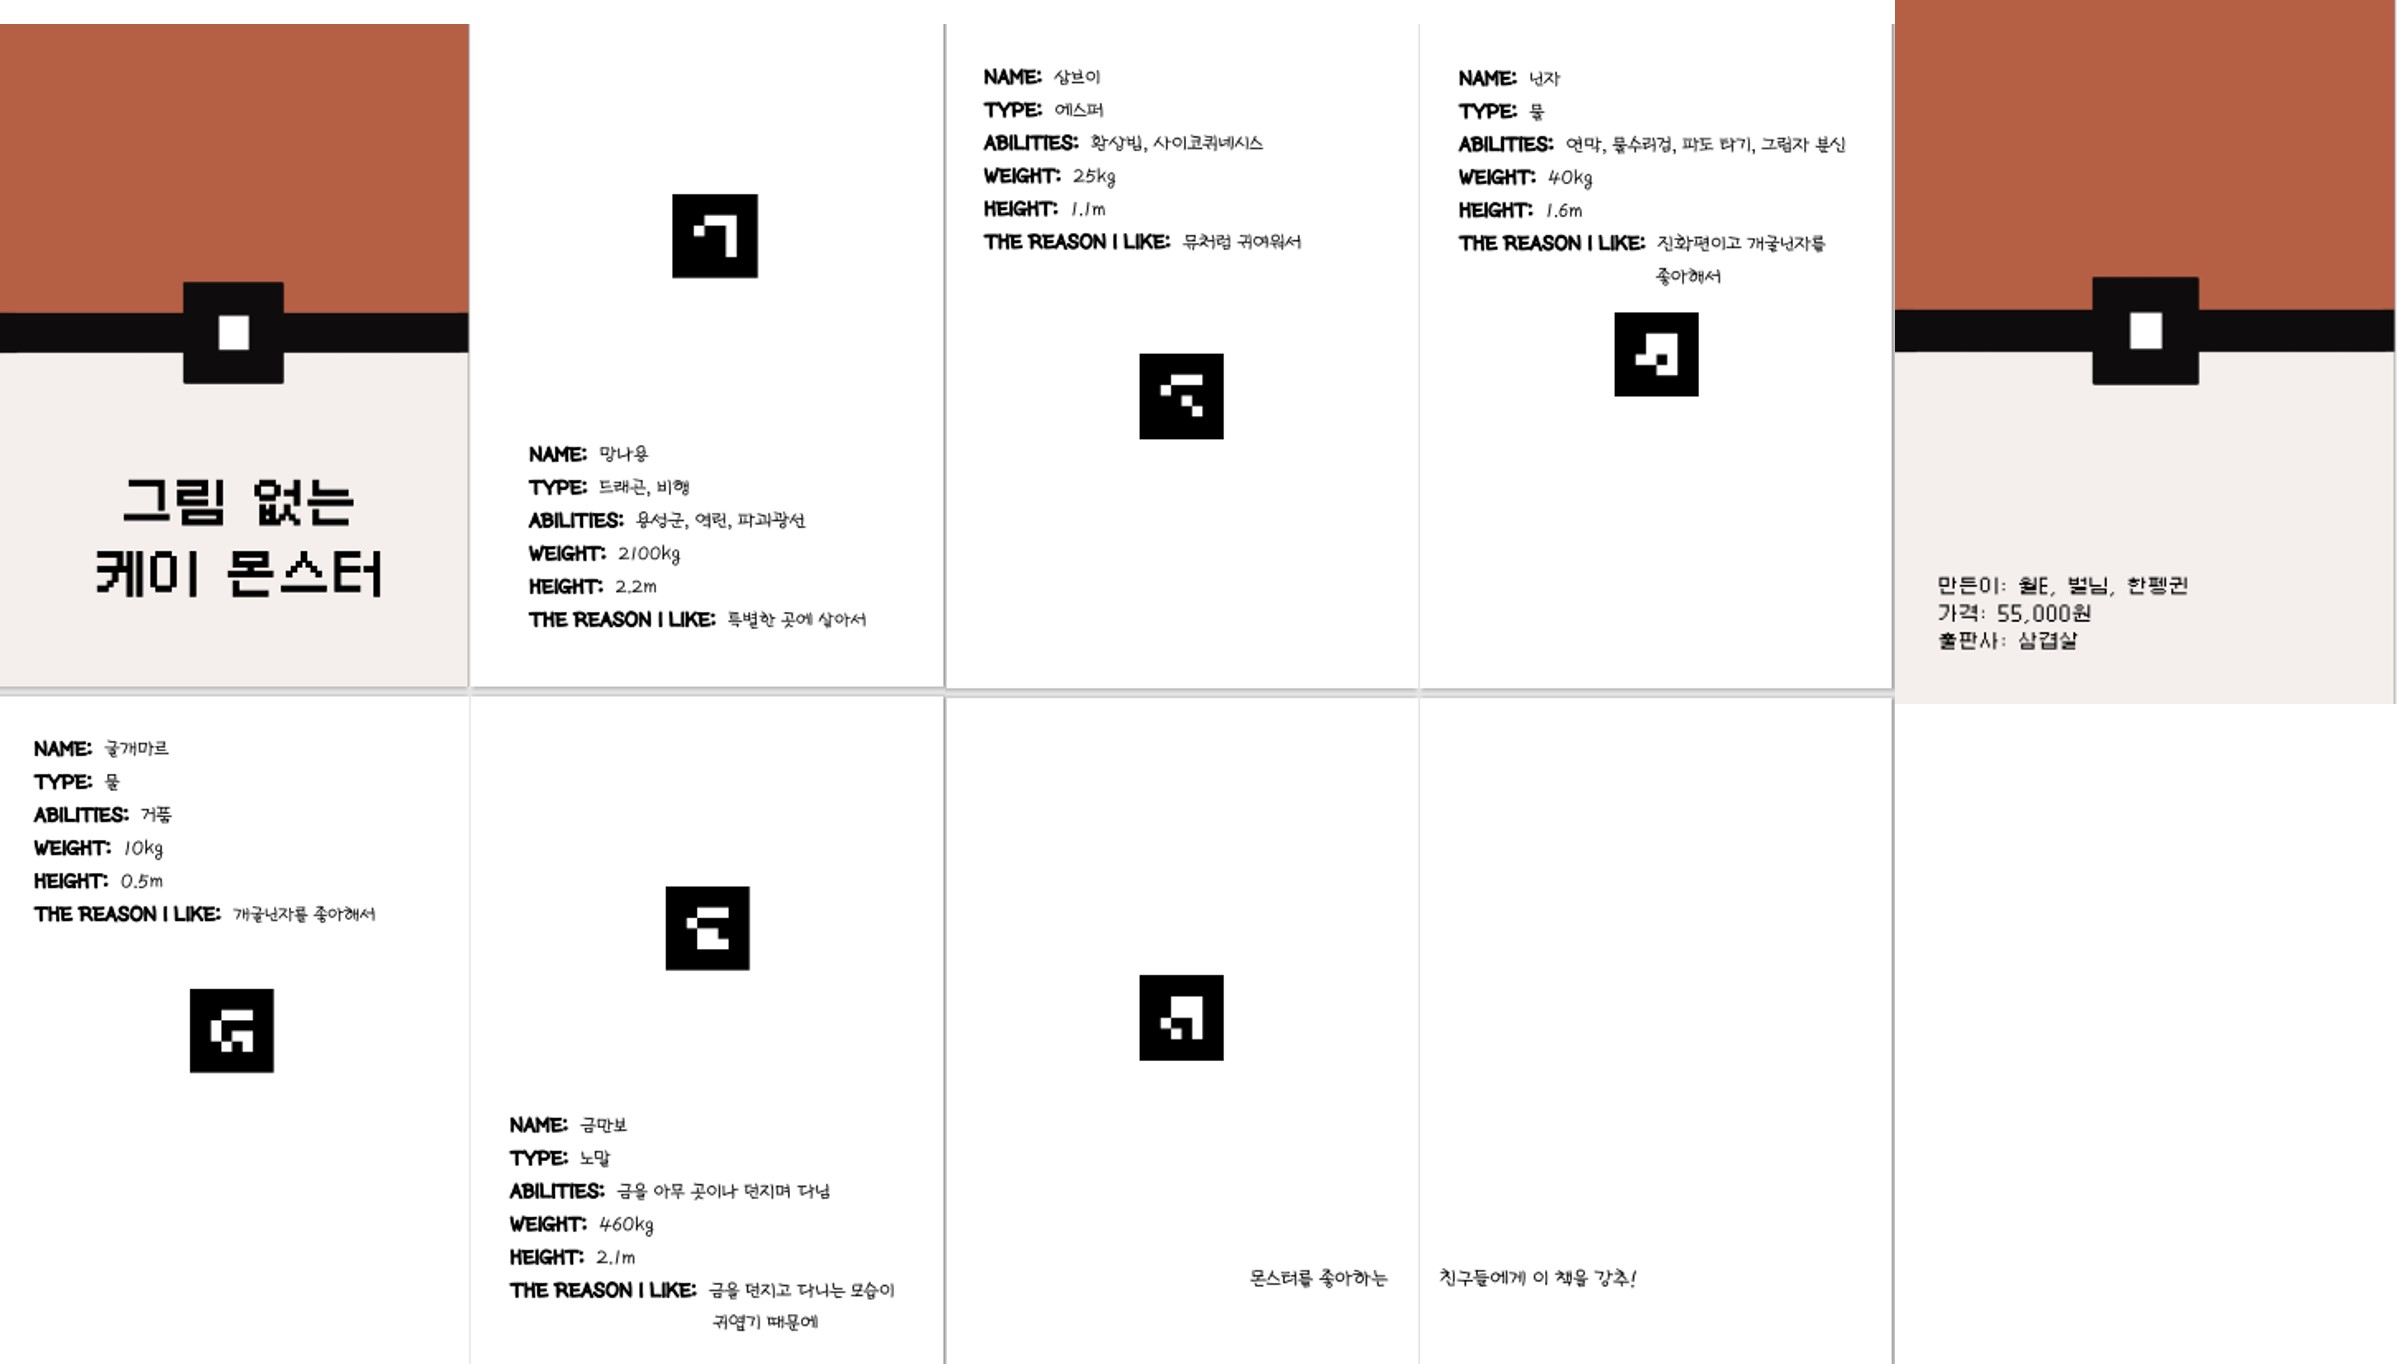 그림 없는
케이 몬스터
NAME: 망나용
TYPE: 드래곤, 비행
ABILITIES: 용성군, 역린, 파괴광선
WEIGHT: 2100kg
HEIGHT: 2.2m
THE REASON I LIKE: 특별한 곳에 살아서
NAME: 삼브이
TYPE: 에스퍼
ABILITIES: 환상빔, 사이코퀴네시스
WEIGHT: 25kg
HEIGHT: 1.1m
THE REASON I LIKE: 뮤처럼 귀여워서
NAME: 닌자
TYPE: 물
ABILITIES: 연막, 물수리검, 파도 타기, 그림자 분신
WEIGHT: 40kg
HEIGHT: 1.6m
THE REASON I LIKE: 진화편이고 개굴닌자를
좋아해서
만든이: 월E, 벌님, 한펭귄
가격: 55,000원
출판사: 삼겹살
NAME: 굴개마르
TYPE: 물
ABILITIES: 거품
WEIGHT: 10kg
HEIGHT: 0.5m
THE REASON I LIKE: 개굴닌자를 좋아해서
NAME: 금만보
TYPE: 노말
ABILITIES: 금을 아무 곳이나 던지며 다님
WEIGHT: 460kg
HEIGHT: 2.1m
THE REASON I LIKE: 금을 던지고 다니는 모습이
귀엽기 때문에
몬스터를 좋아하는 친구들에게 이 책을 강추!